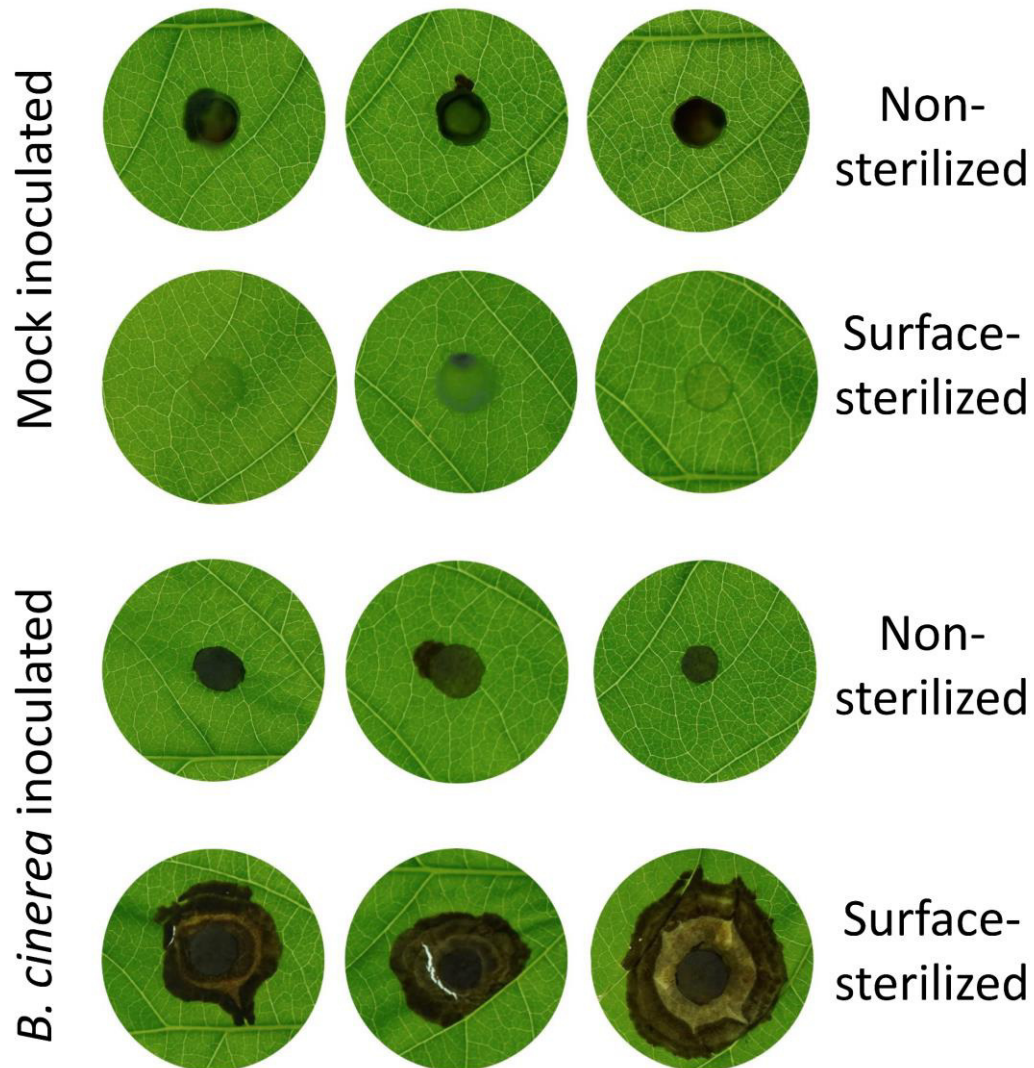 Mock inoculated
Non-
sterilized
Surface-
sterilized
B. cinerea inoculated
Non-
sterilized
Surface-
sterilized